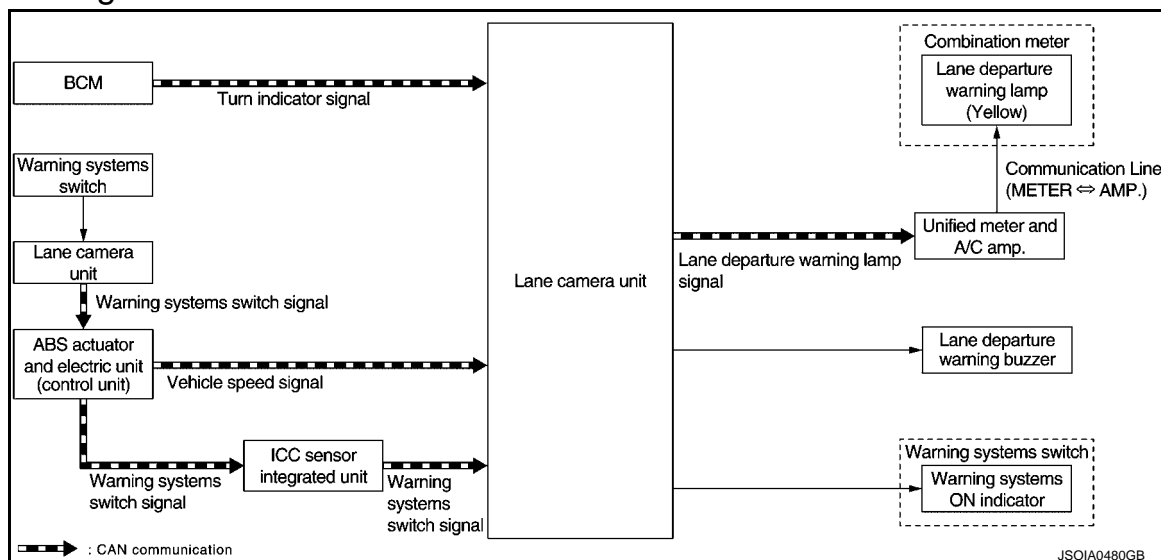 BCM
Turn indicator signal
Warning systems
switch
Lane camera
unit
Warning systems switch signal
ABS actuator
and electric unit
(control unit)
Vehicle speed signal
Warning systems
switch signal
ICC sensor
integrated unit
Warning
systems
switch signal
Lane camera unit
Combination meter
Lane departure
warning lamp
(Yellow)
Communication Line
(METER ⇔ AMP.)
Unified meter and
A/C amp.
Lane departure warning lamp
signal
Lane departure
warning buzzer
Warning systems switch
Warning systems
ON indicator
: CAN communication
JSOIA0480GB